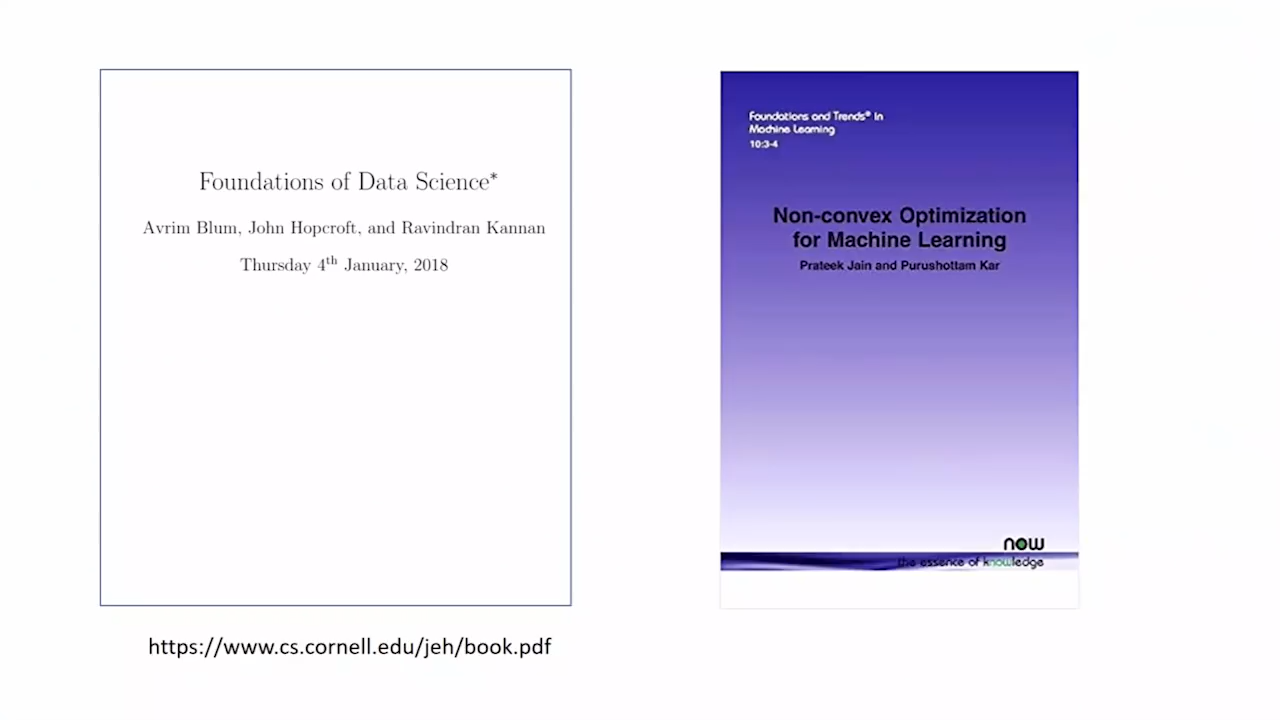 Foundations of Data Science*
Avrim Blum, John Hopcroft, and Ravindran Kannan
Thursday 4th January, 2018
https://www.cs.cornell.edu/jeh/book.pdf
Foundations and Trends® in
Machine Learning
10:3-4
Non-convex Optimization
for Machine Learning
Prateek Jain and Purushottam Kar
now
the essence of knowledge